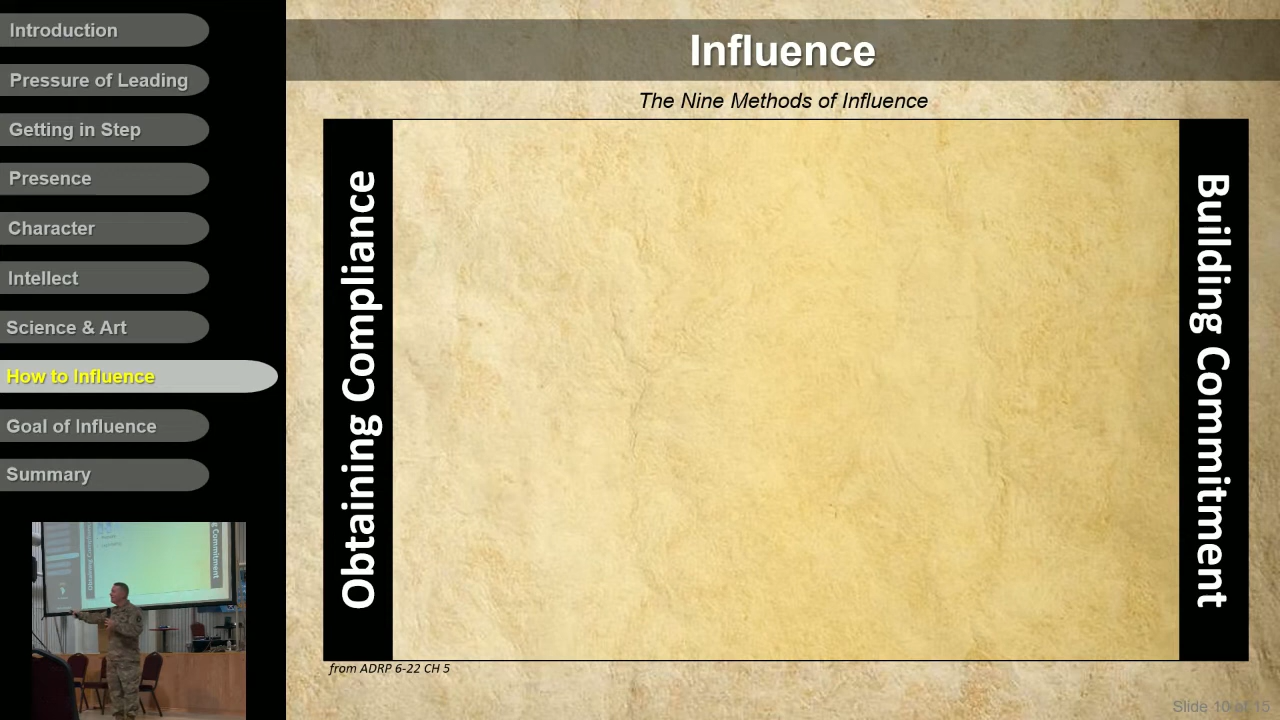 Introduction
Pressure of Leading
Getting in Step
Presence
Character
Intellect
Science & Art
How to Influence
Goal of Influence
Summary
Influence
The Nine Methods of Influence
Obtaining Compliance
Building Commitment
from ADRP 6-22 CH 5
Slide 10 of 15